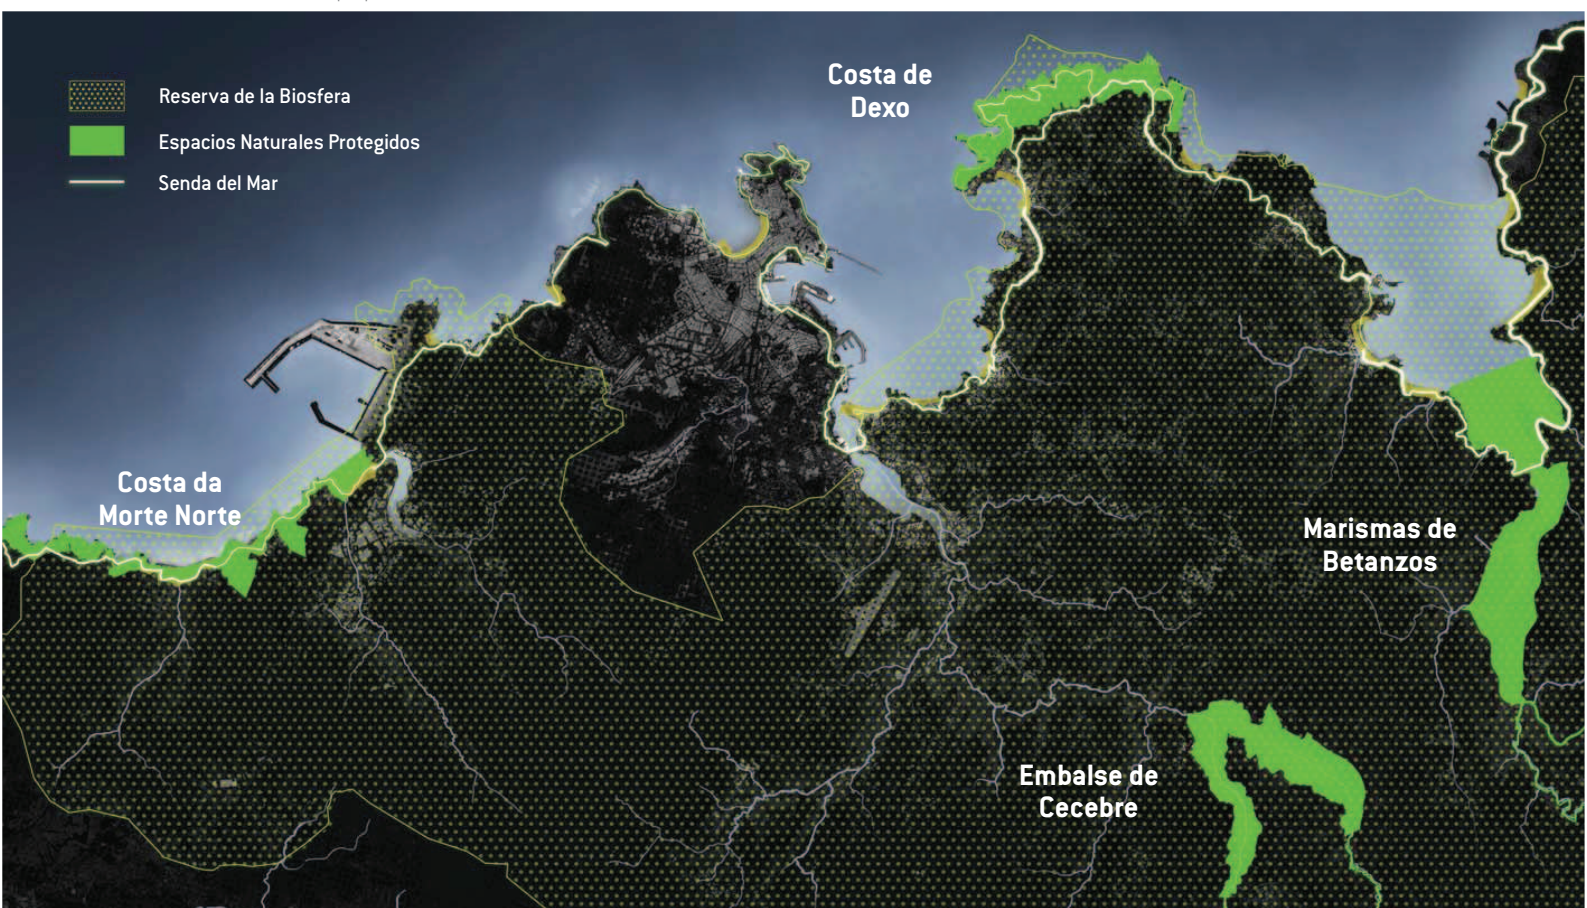 Reserva de la Biosfera
Espacios Naturales Protegidos
Senda del Mar
Costa de
Dexo
Costa da
Morte Norte
Marismas de
Betanzos
Embalse de
Cecebre